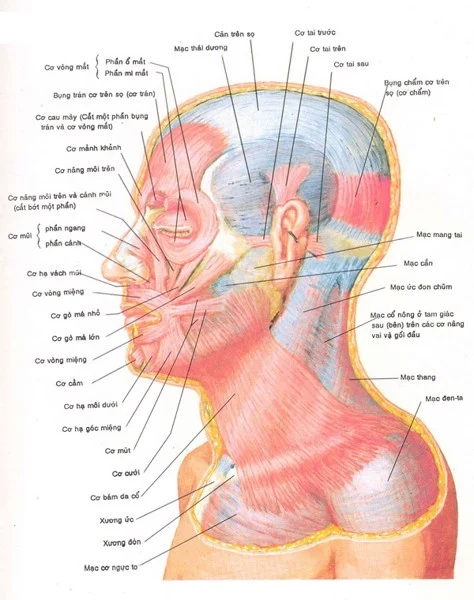 Cân trên sọ
Mạc thái dương
Cơ tai trước
Cơ tai trên
Cơ tai sau
Bụng chẩm cơ trên
sọ (cơ chẩm)
Cơ vòng mắt
Phần ổ mắt
Phần mi mắt
Bụng trán cơ trên sọ (cơ trán)
Cơ cau mày (Cắt một phần bụng
trán và cơ vòng mắt)
Cơ mảnh khảnh
Cơ nâng môi trên
Cơ nâng môi trên và cánh mũi
(cắt bớt một phần)
Cơ mũi
phần ngang
phần cánh
Cơ hạ vách mũi
Cơ vòng miệng
Cơ gò má nhỏ
Cơ gò má lớn
Cơ vòng miệng
Cơ cằm
Cơ hạ môi dưới
Cơ hạ góc miệng
Cơ mút
Cơ cười
Cơ bám da cổ
Xương ức
Xương đòn
Mạc cơ ngực to
Mạc mang tai
Mạc cắn
Mạc ức đòn chũm
Mạc cổ nông ở tam giác
sau (bên) trên các cơ nâng
vai và gối đầu
Mạc thang
Mạc đen-ta